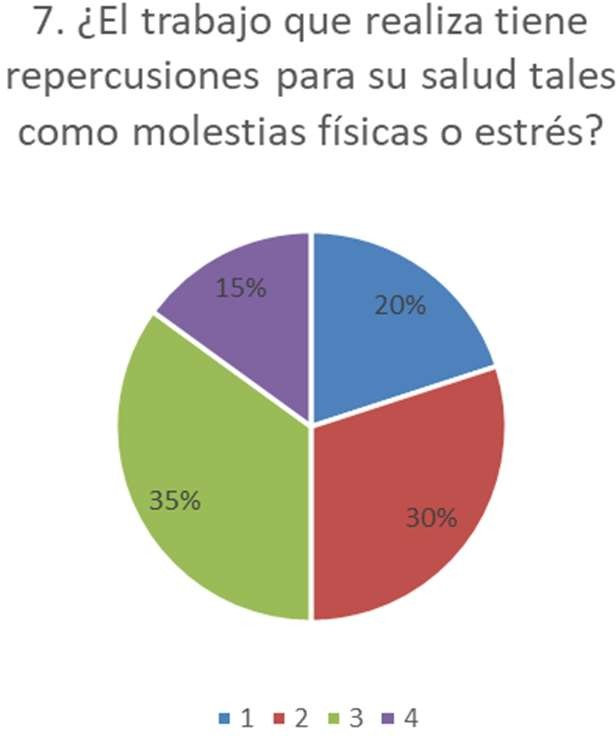 7. ¿El trabajo que realiza tiene
repercusiones para su salud tales
como molestias físicas o estrés?
15%
20%
35%
30%
1 2 3 4